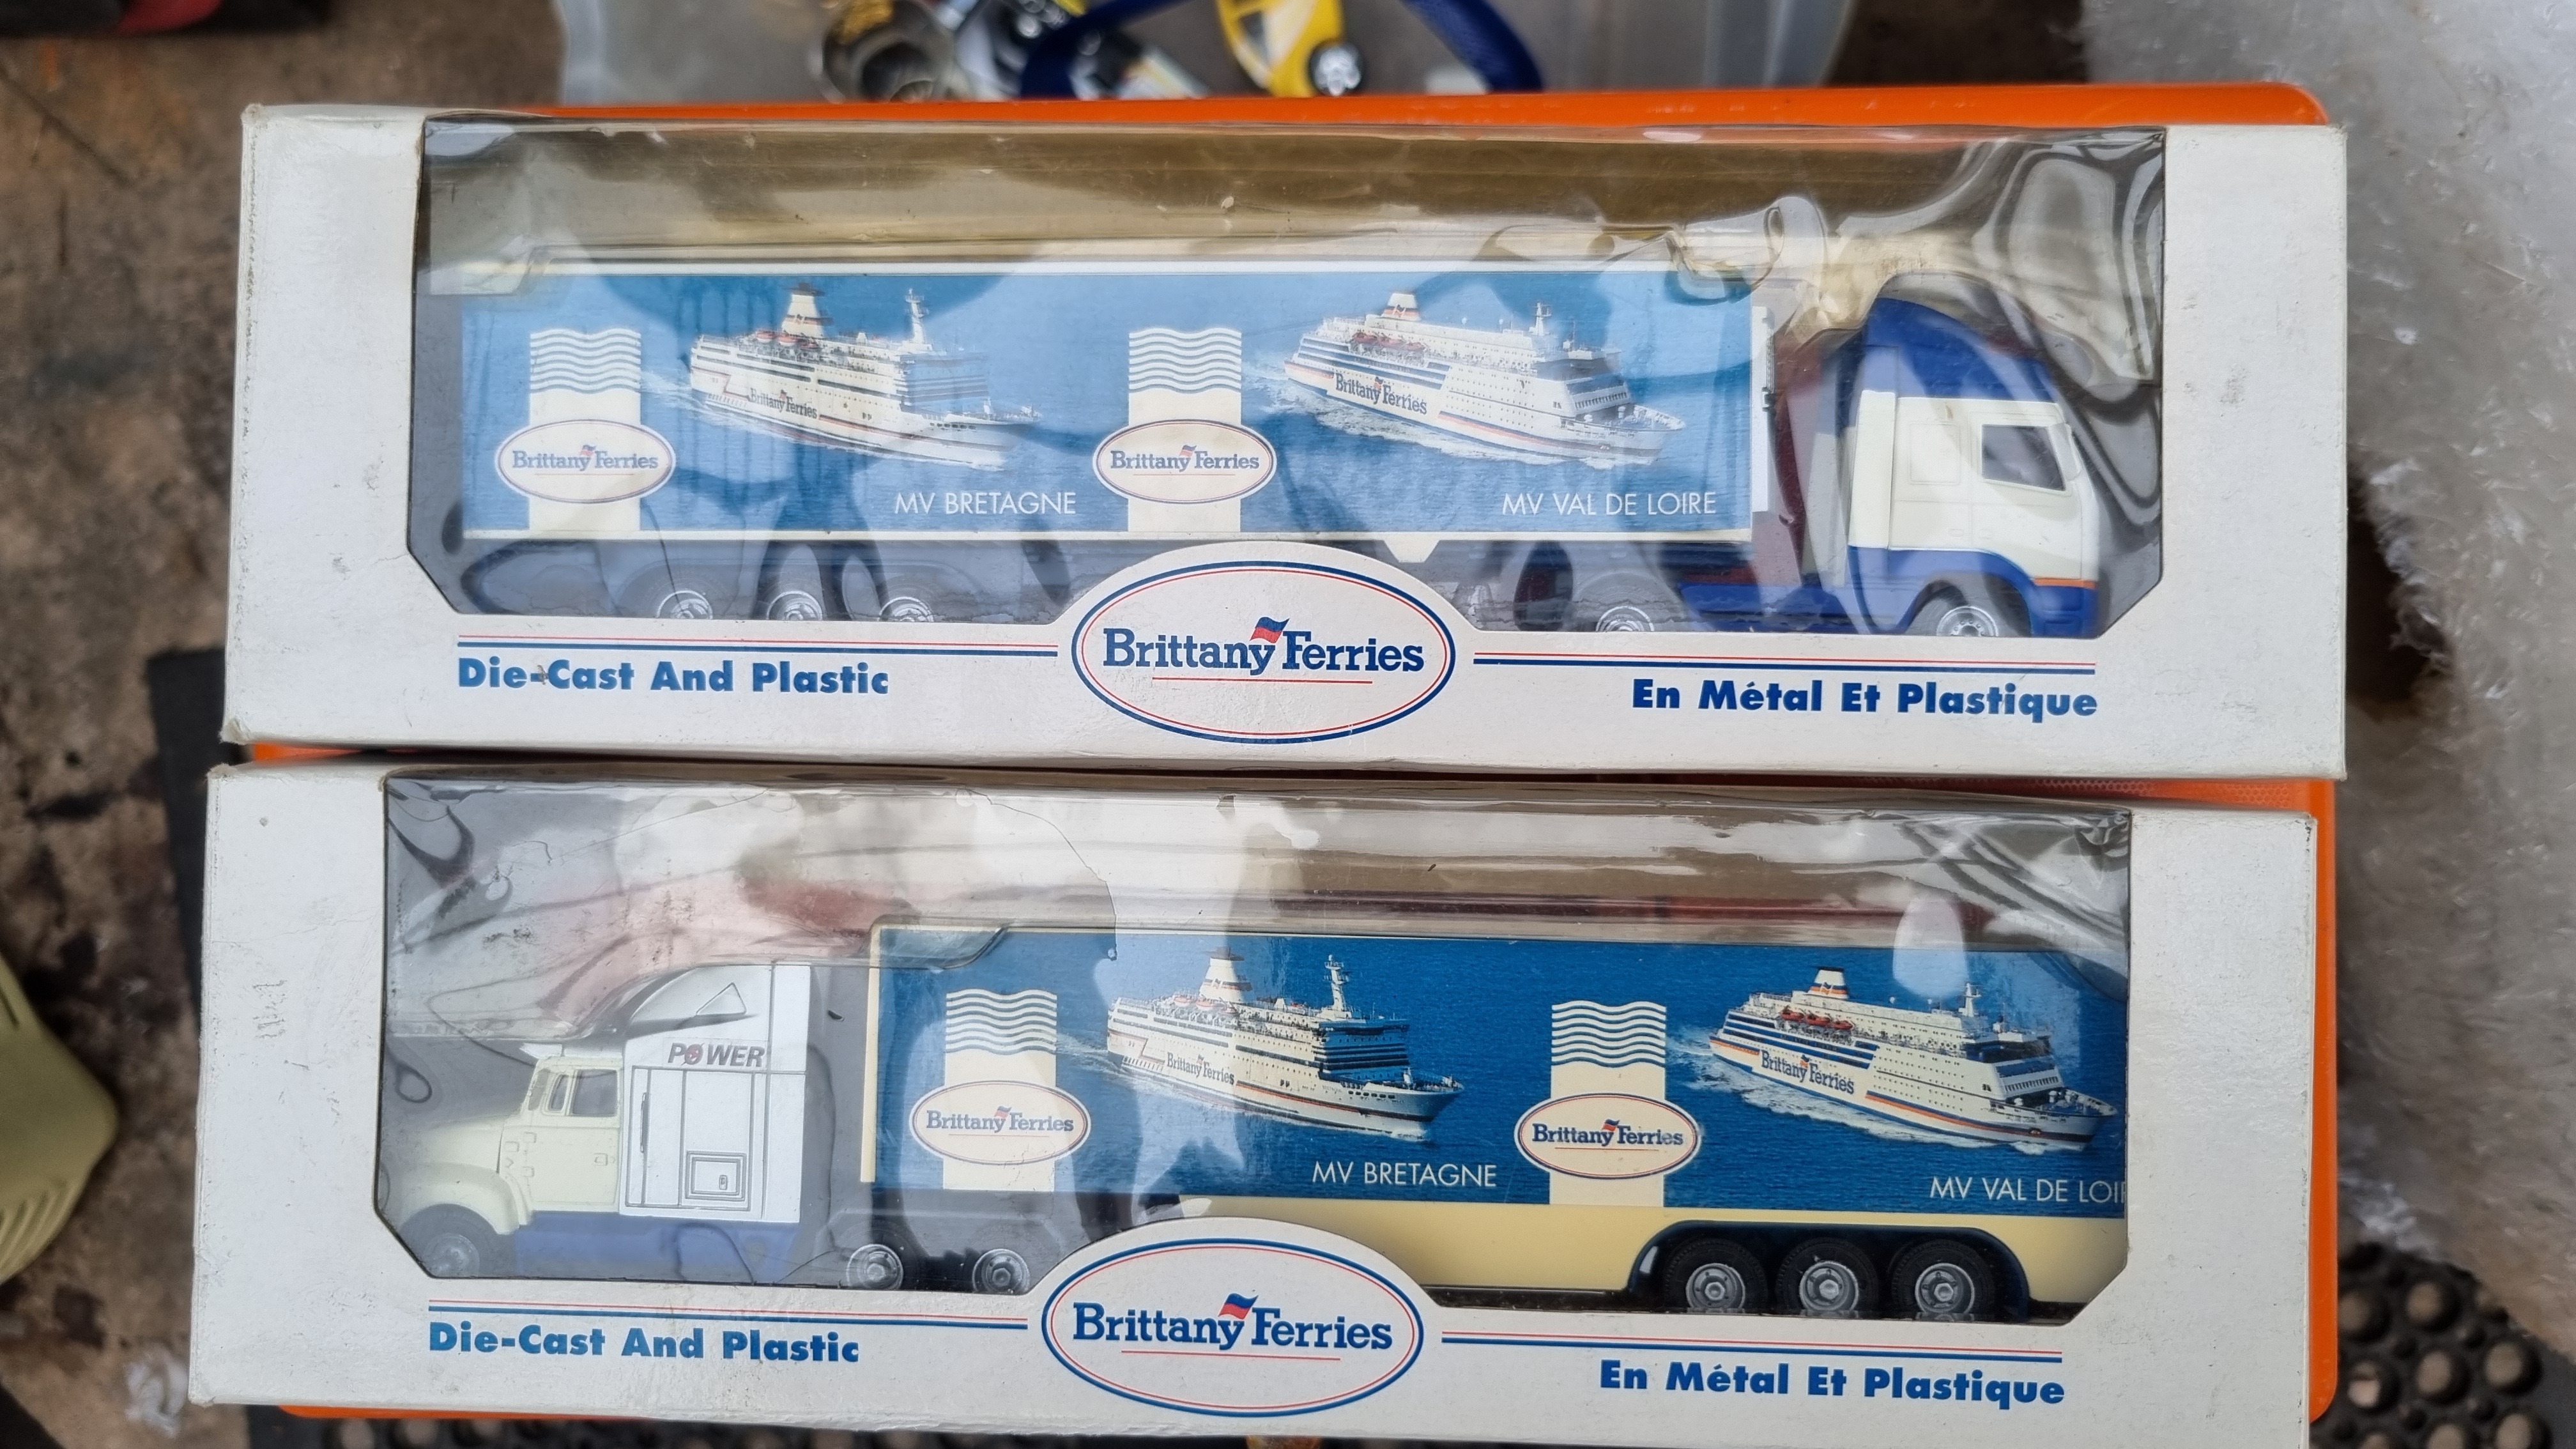 Brittany Ferries
Brittany Ferries
MV BRETAGNE
Brittany Ferries
Brittany Ferries
MV VAL DE LOIRE
Die-Cast And Plastic
Brittany Ferries
En Métal Et Plastique
POWER
Brittany Ferries
Brittany Ferries
MV BRETAGNE
Brittany Ferries
Brittany Ferries
MV VAL DE LOI
Die-Cast And Plastic
Brittany Ferries
En Métal Et Plastique